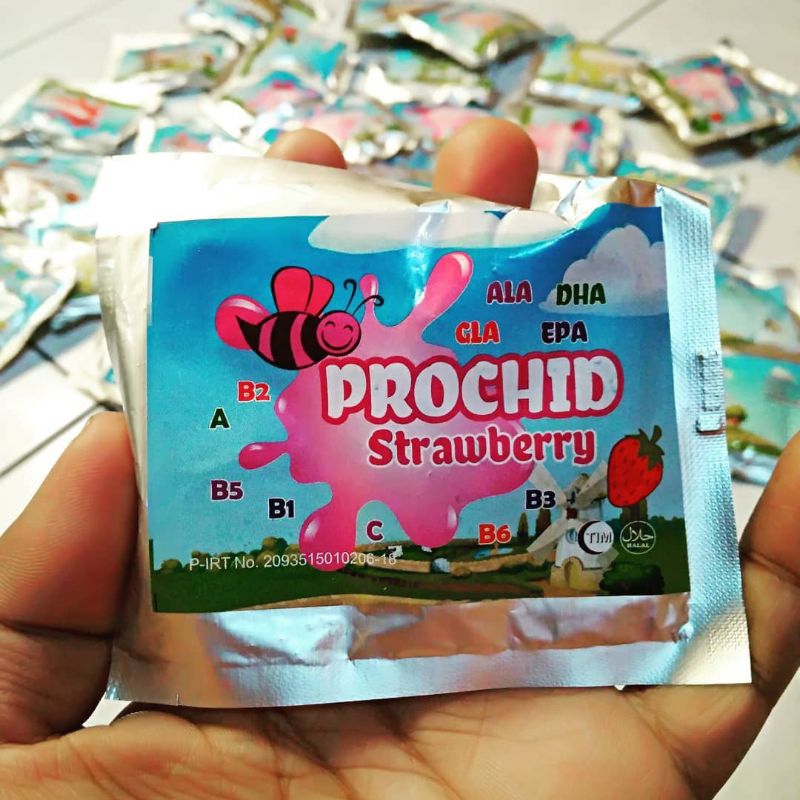 ALA DHA
GLA EPA
PROCHID
Strawberry
B2
A
B5
B1
C
B6
B3
TIM
حلال
HALAL
P-IRT No. 2093515010206-18